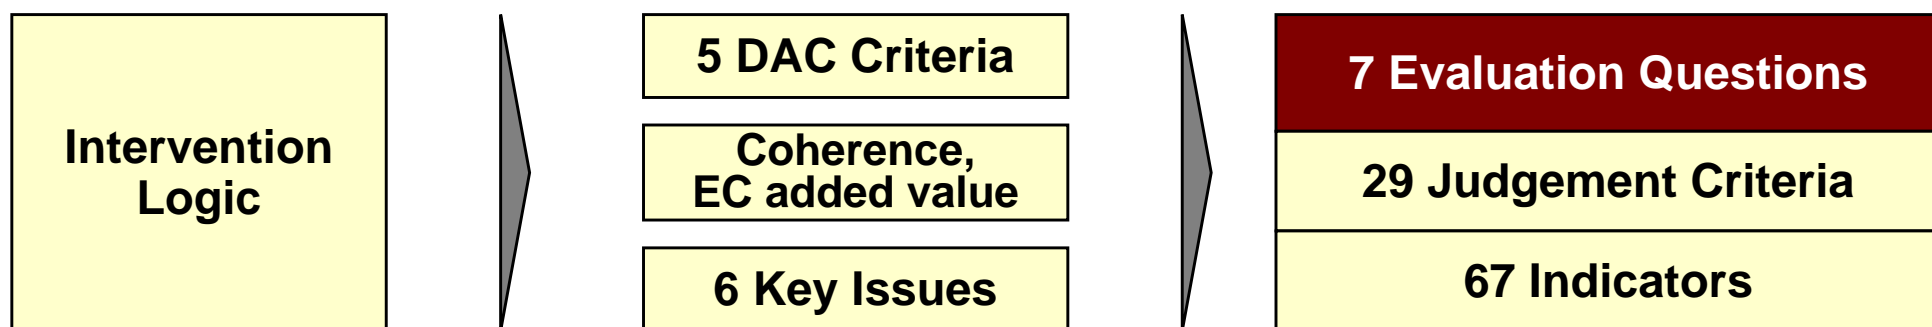 Intervention
Logic
5 DAC Criteria
Coherence,
EC added value
6 Key Issues
7 Evaluation Questions
29 Judgement Criteria
67 Indicators